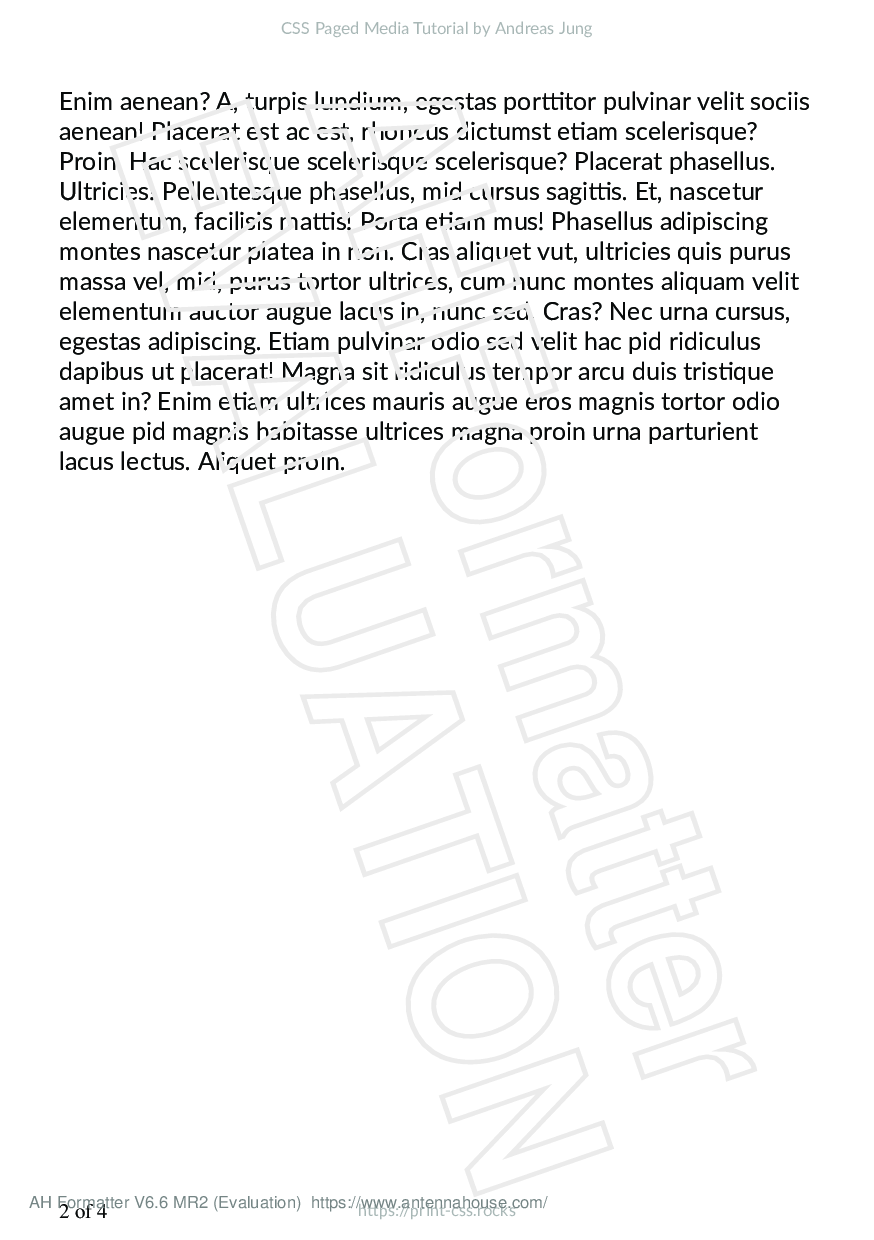 CSS Paged Media Tutorial by Andreas Jung
Enim aenean? A, turpis lundium, egestas porttitor pulvinar velit sociis
aenean! Placerat est ac est, rhoncus dictumst etiam scelerisque?
Proin! Hac scelerisque scelerisque scelerisque? Placerat phasellus.
Ultricies! Pellentesque phasellus, mid cursus sagittis. Et, nascetur
elementum, facilisis mattis! Porta etiam mus! Phasellus adipiscing
montes nascetur platea in non. Cras aliquet vut, ultricies quis purus
massa vel, mid, purus tortor ultrices, cum nunc montes aliquam velit
elementum auctor augue lacus in, nunc sed. Cras? Nec urna cursus,
egestas adipiscing. Etiam pulvinar odio sed velit hac pid ridiculus
dapibus ut placerat! Magna sit ridiculus tempor arcu duis tristique
amet in? Enim etiam ultrices mauris augue eros magnis tortor odio
augue pid magnis habitasse ultrices magna proin urna parturient
lacus lectus. Aliquet proin.
AHFormatter
EVALUATION
AH Formatter V6.6 MR2 (Evaluation) https://www.antennahouse.com/
2 of 4
https://print-css.rocks